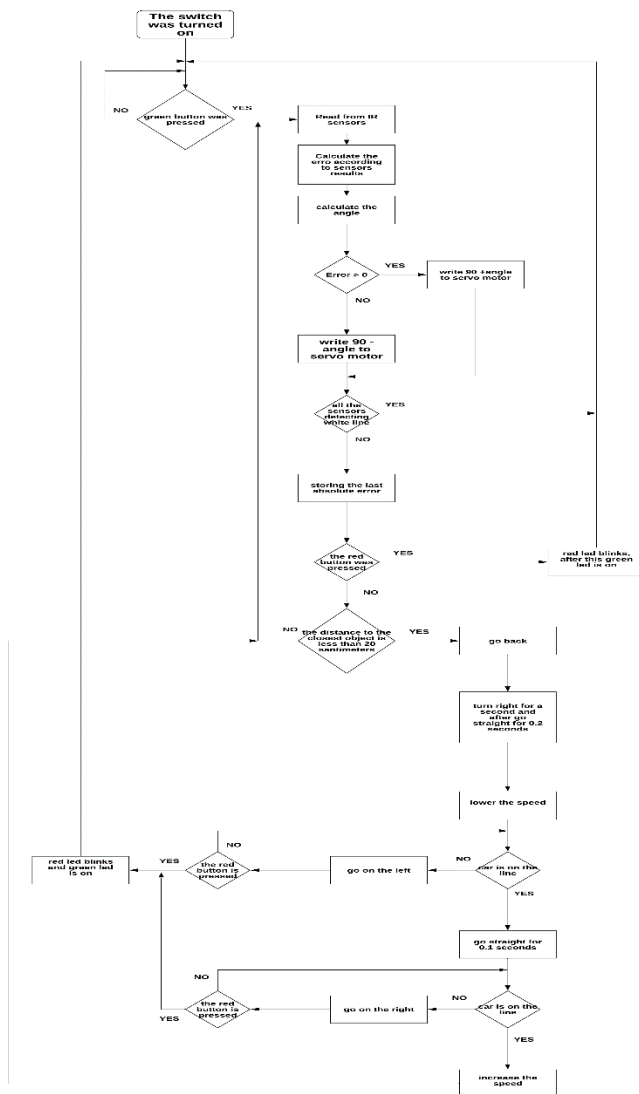 The switch
was turned
on
NO
green button was
pressed
YES
Read from IR
sensors
Calculate the
erro according
to sensors
results
calculate the
angle
Error > 0
YES
write 90 +angle
to servo motor
NO
write 90 -
angle to
servo motor
all the
sensors
detecting
white line
YES
NO
storing the last
absolute error
the red
button was
pressed
YES
red led blinks,
after this green
led is on
NO
NO
the distance to the
closed object is
less than 20
santimeters
YES
go back
turn right for a
second and
after go
straight for 0.2
seconds
lower the speed
NO
red led blinks
and green led
is on
YES
the red
button is
pressed
go on the left
NO
car is on the
line
YES
go straight for
0.1 seconds
NO
the red
button is
pressed
YES
go on the right
NO
car is on the
line
YES
increase the
speed